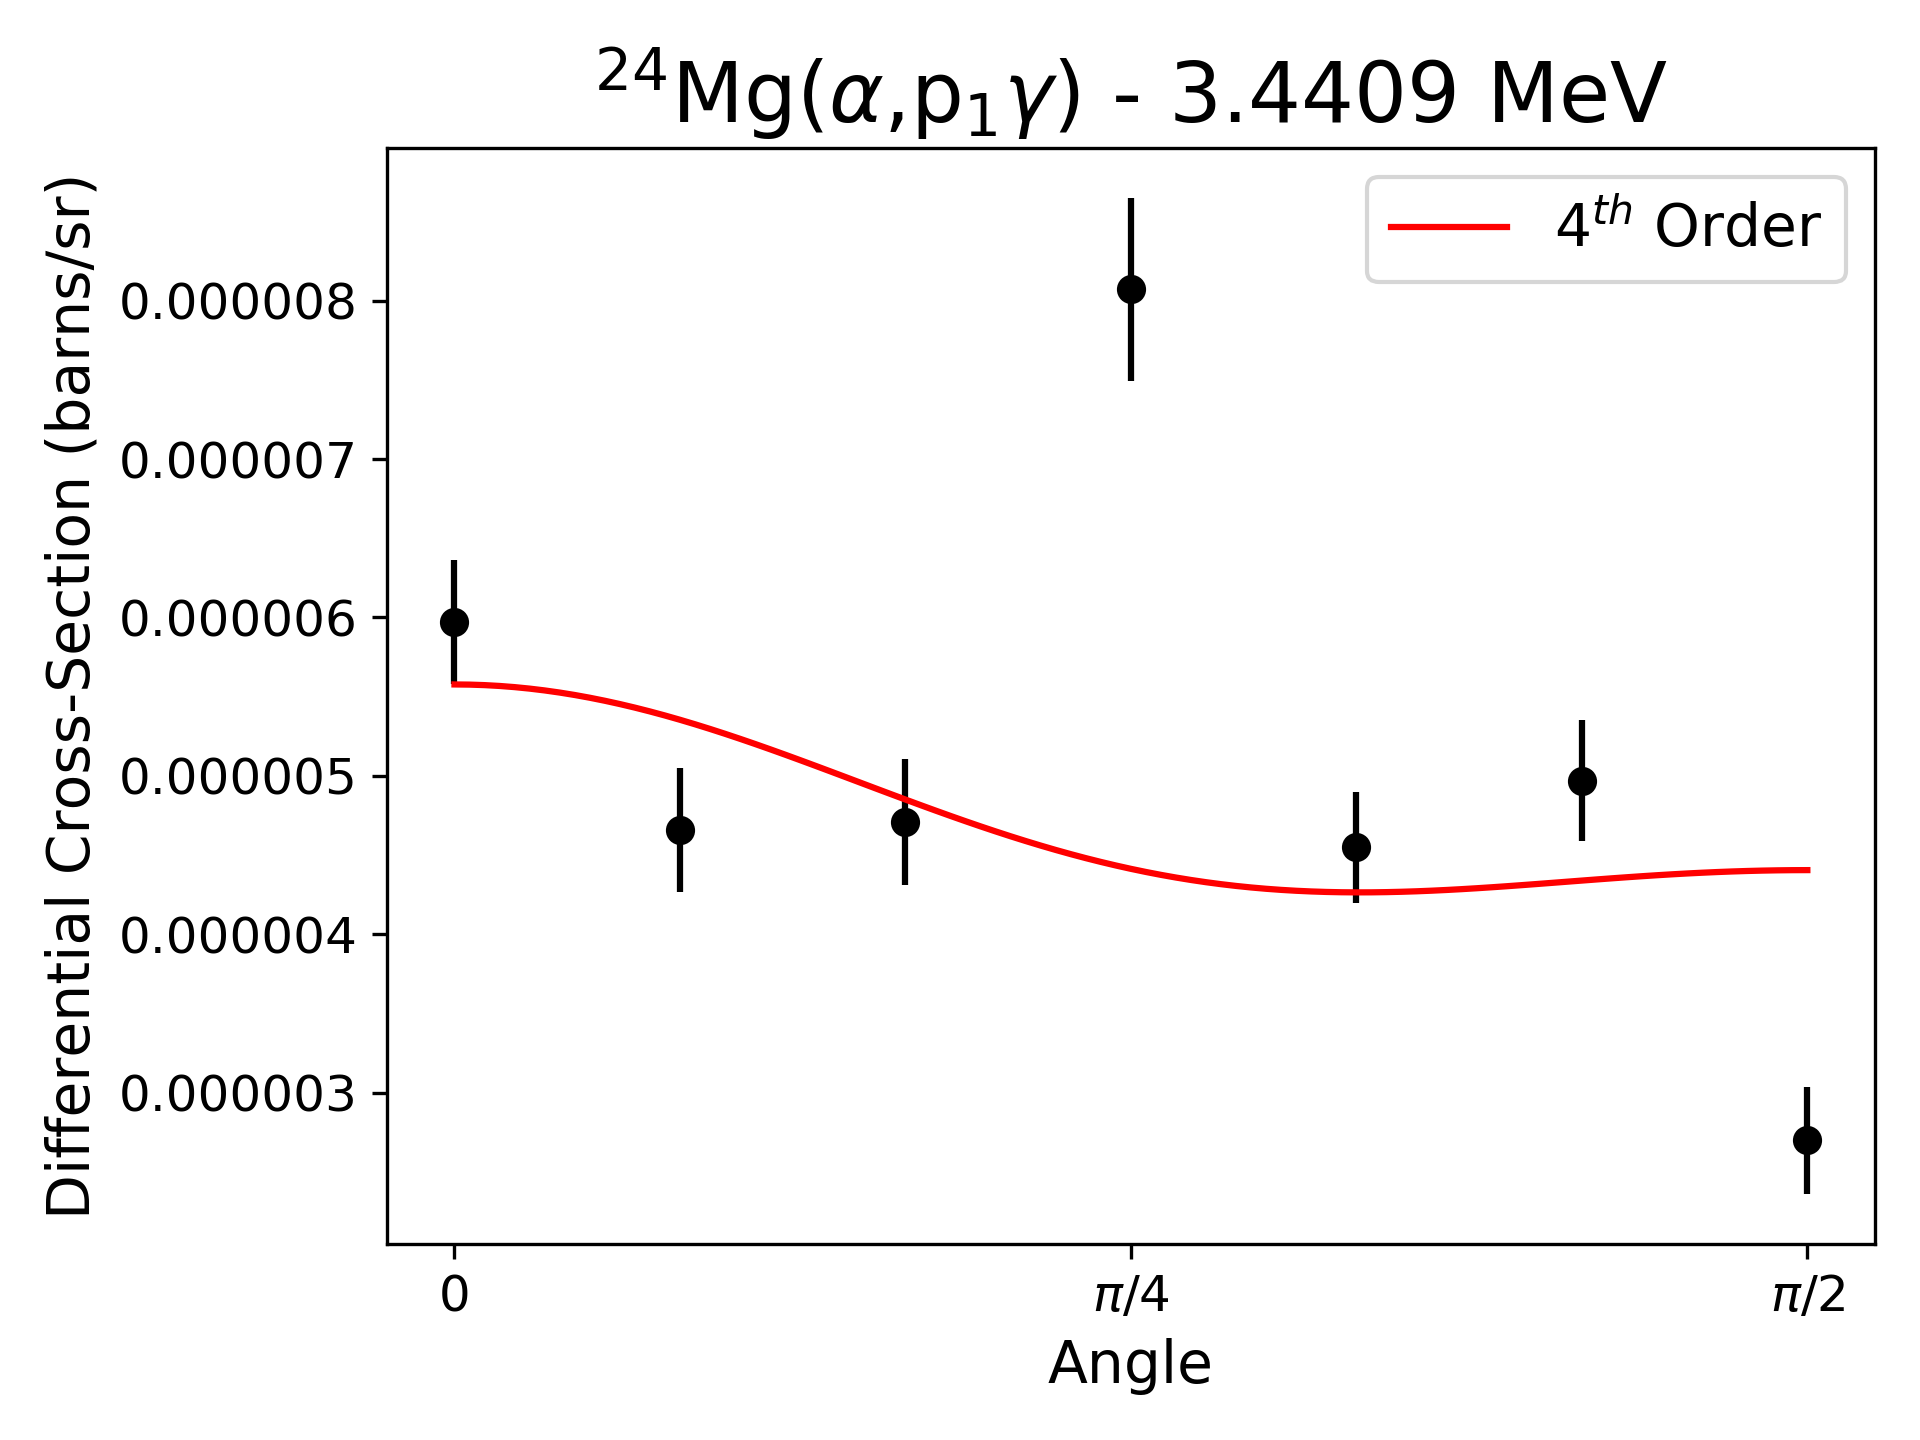 ²⁴Mg(α,p₁γ) - 3.4409 MeV
4ᵗʰ Order
Differential Cross-Section (barns/sr)
0.000008
0.000007
0.000006
0.000005
0.000004
0.000003
0
π/4
π/2
Angle